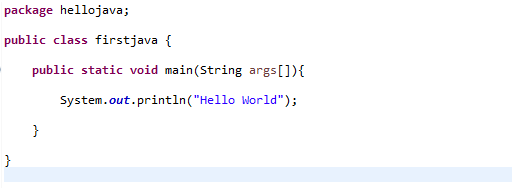 package hellojava;
public class firstjava {
public static void main(String args[]){
System.out.println("Hello World");
}
}